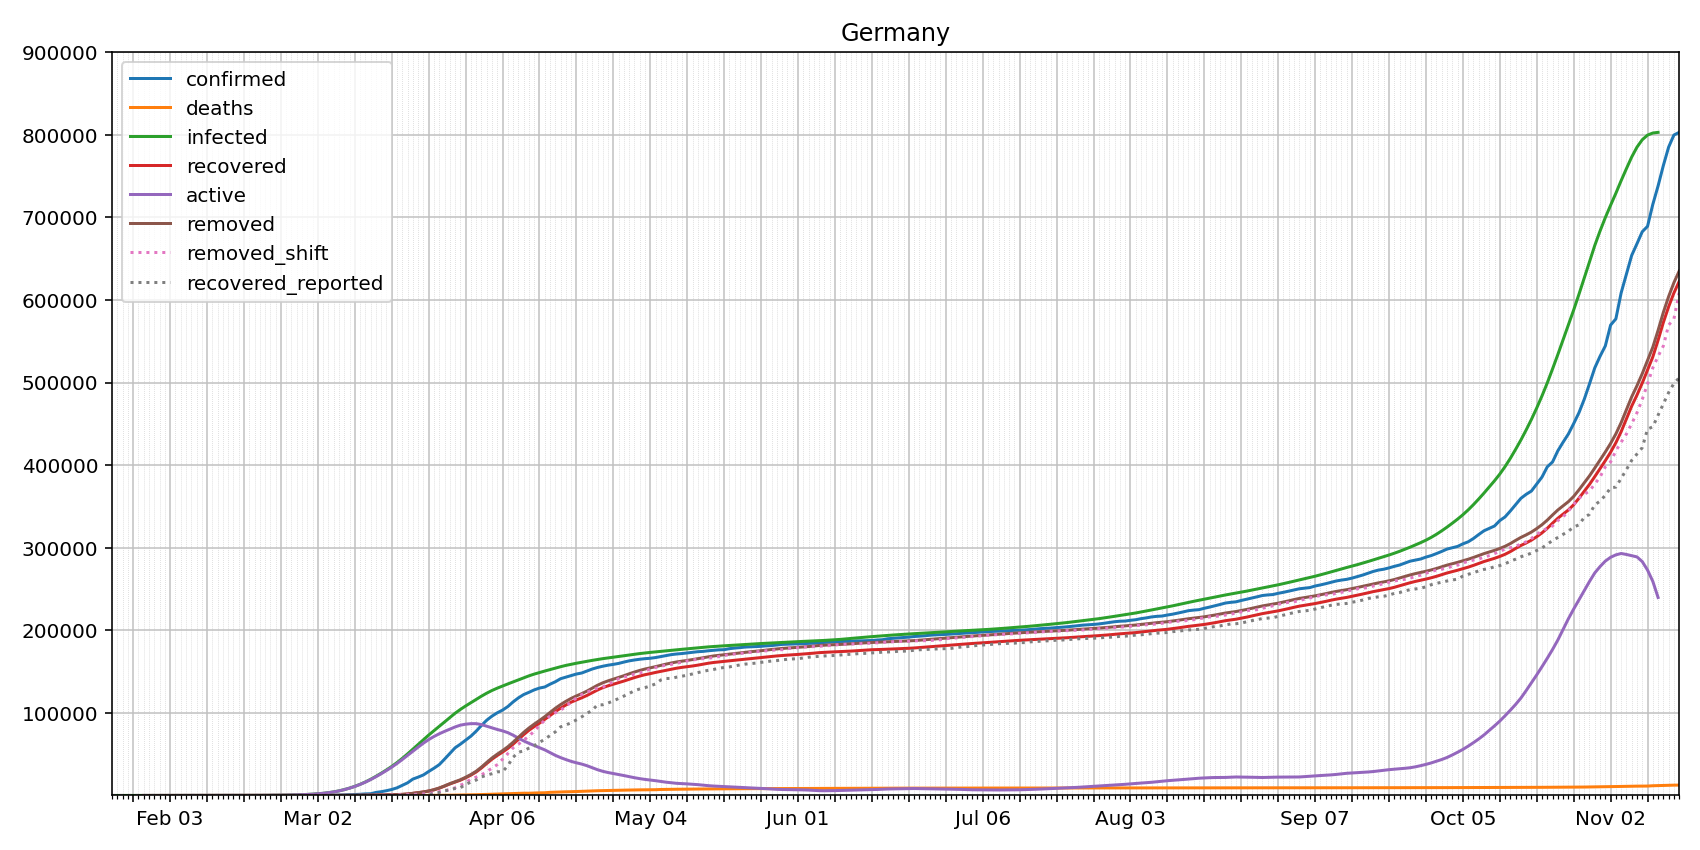 Germany
900000
800000
700000
600000
500000
400000
300000
200000
100000
confirmed
deaths
infected
recovered
active
removed
removed_shift
recovered_reported
Feb 03 Mar 02 Apr 06 May 04 Jun 01 Jul 06 Aug 03 Sep 07 Oct 05 Nov 02